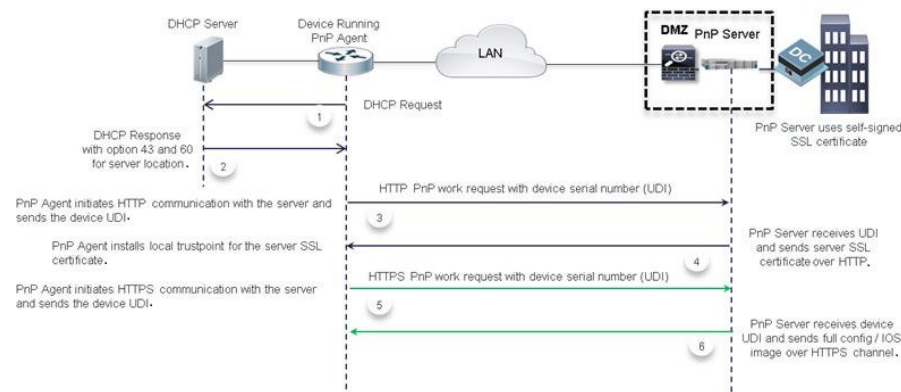 DHCP Server
Device Running
PnP Agent
LAN
DMZ
PnP Server
DC
PnP Server uses self-signed
SSL certificate
1
DHCP Request
DHCP Response
with option 43 and 60
for server location.
2
HTTP PnP work request with device serial number (UDI)
PnP Agent initiates HTTP communication with the server and
sends the device UDI.
3
PnP Agent installs local trustpoint for the server SSL
certificate.
4
PnP Server receives UDI
and sends server SSL
certificate over HTTP.
HTTPS PnP work request with device serial number (UDI)
PnP Agent initiates HTTPS communication with the server
and sends the device UDI.
5
6
PnP Server receives device
UDI and sends full config / IOS
image over HTTPS channel.